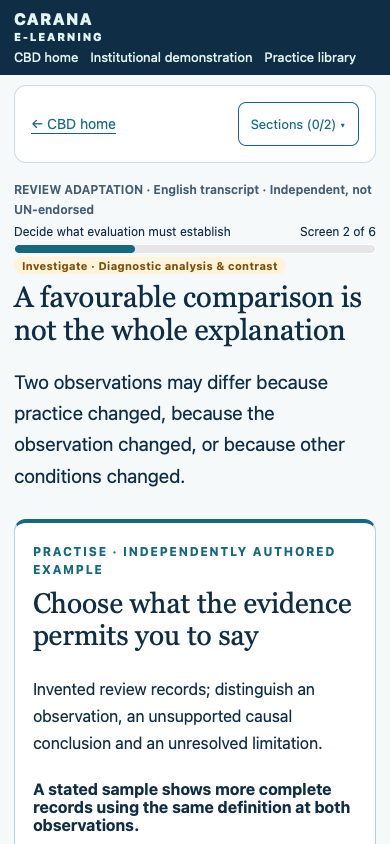 CARANA
E-LEARNING
CBD home Institutional demonstration Practice library
← CBD home
Sections (0/2) ▾
REVIEW ADAPTATION · English transcript · Independent, not
UN-endorsed
Decide what evaluation must establish
Screen 2 of 6
Investigate · Diagnostic analysis & contrast
A favourable comparison is
not the whole explanation
Two observations may differ because
practice changed, because the
observation changed, or because other
conditions changed.
PRACTISE · INDEPENDENTLY AUTHORED
EXAMPLE
Choose what the evidence
permits you to say
Invented review records; distinguish an
observation, an unsupported causal
conclusion and an unresolved limitation.
A stated sample shows more complete
records using the same definition at both
observations.